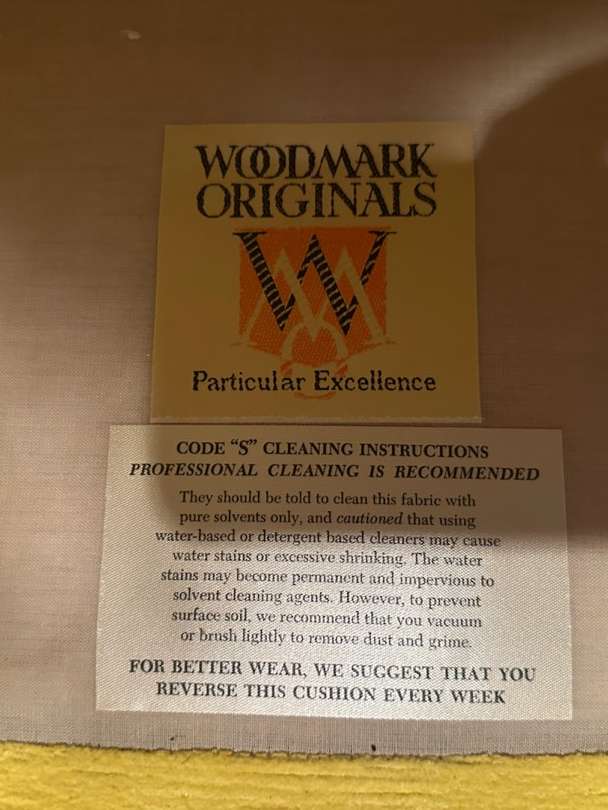 WOODMARK
ORIGINALS
W
Particular Excellence
CODE “S” CLEANING INSTRUCTIONS
PROFESSIONAL CLEANING IS RECOMMENDED
They should be told to clean this fabric with
pure solvents only, and cautioned that using
water-based or detergent based cleaners may cause
water stains or excessive shrinking. The water
stains may become permanent and impervious to
solvent cleaning agents. However, to prevent
surface soil, we recommend that you vacuum
or brush lightly to remove dust and grime.
FOR BETTER WEAR, WE SUGGEST THAT YOU
REVERSE THIS CUSHION EVERY WEEK